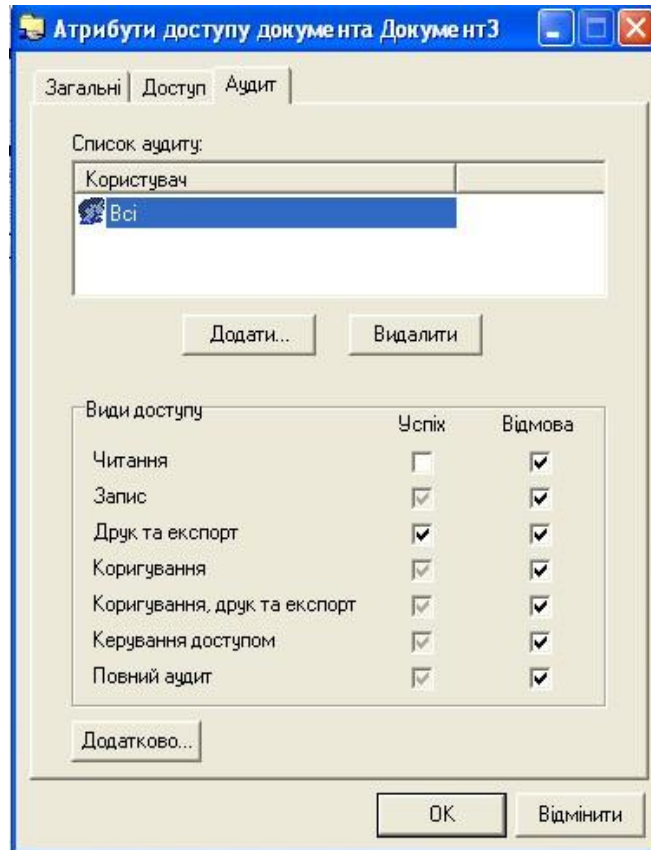 Атрибути доступу документа Документ3
Загальні Доступ Аудит
Список аудиту:
Користувач
Всі
Додати... Видалити
Види доступу Успіх Відмова
Читання
Запис
Друк та експорт
Коригування
Коригування, друк та експорт
Керування доступом
Повний аудит
Додатково...
OK Відмінити